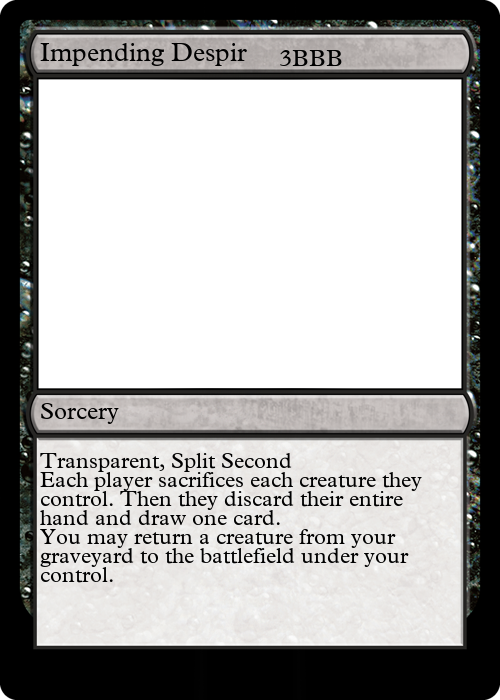 Impending Despir 3BBB
Sorcery
Transparent, Split Second
Each player sacrifices each creature they
control. Then they discard their entire
hand and draw one card.
You may return a creature from your
graveyard to the battlefield under your
control.